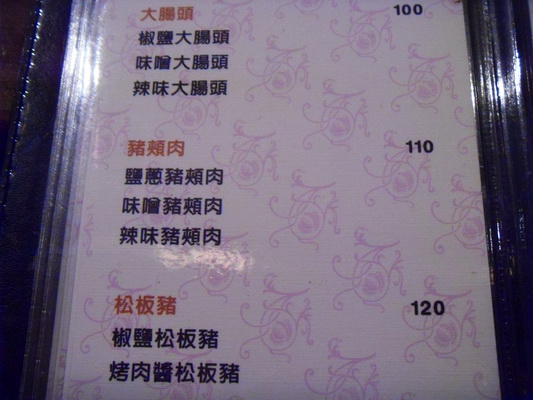 大腸頭 100
椒鹽大腸頭
味噌大腸頭
辣味大腸頭
豬頰肉 110
鹽蔥豬頰肉
味噌豬頰肉
辣味豬頰肉
松板豬 120
椒鹽松板豬
烤肉醬松板豬